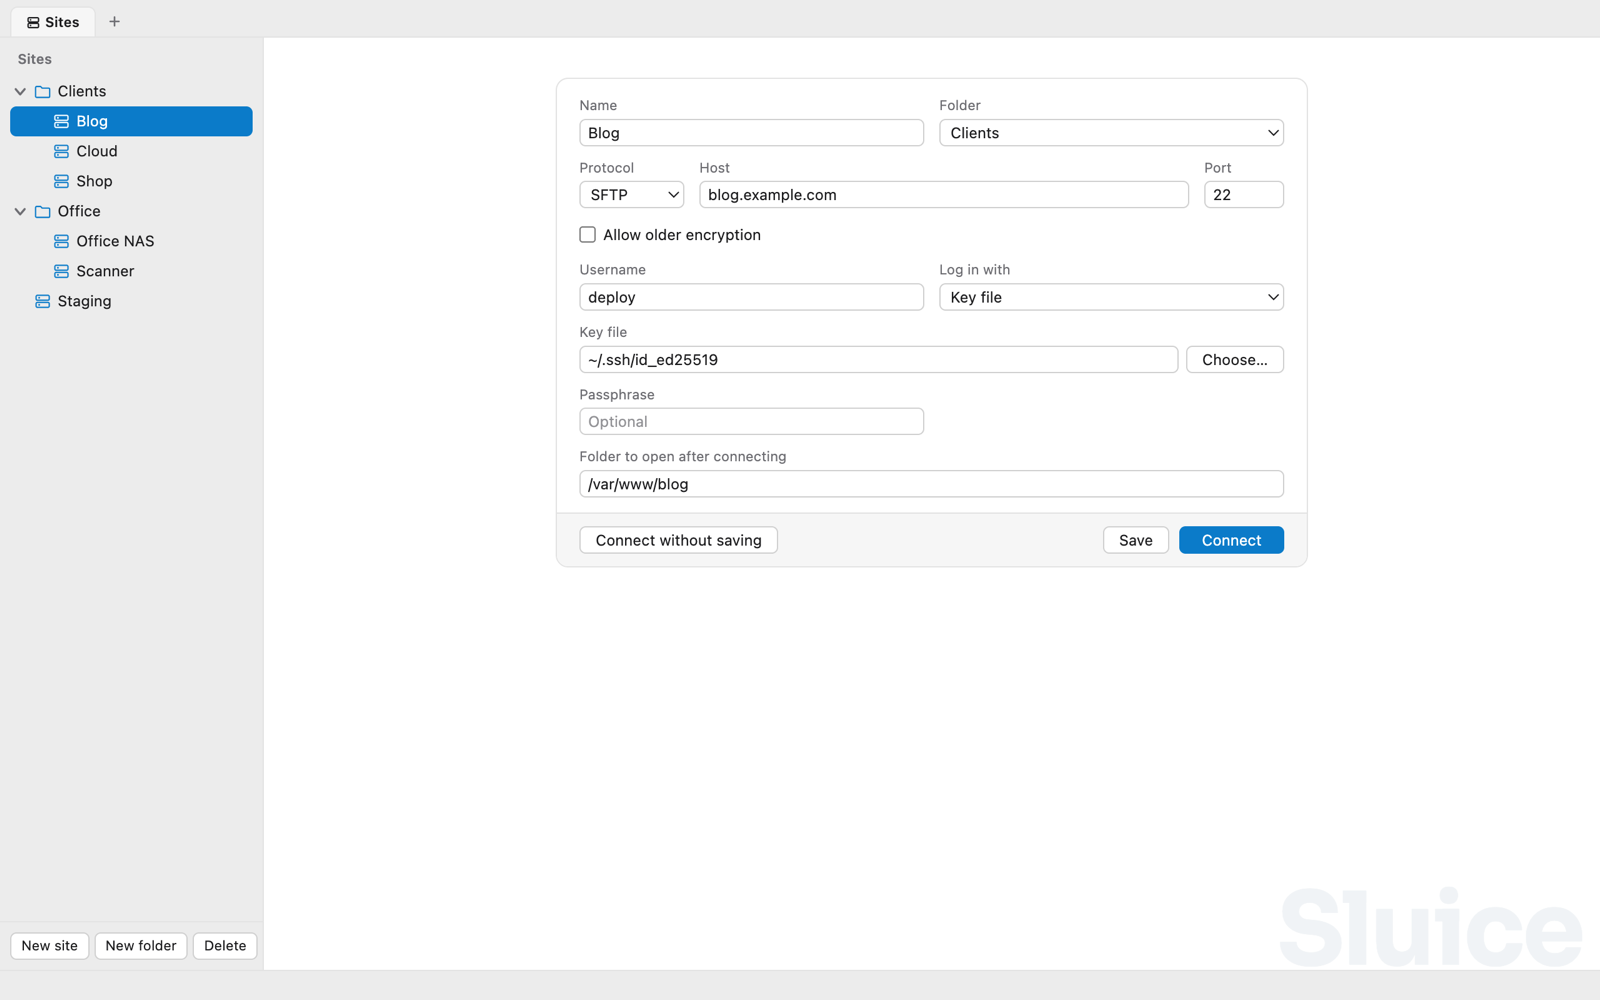 Sites
Sites
Clients
Blog
Cloud
Shop
Office
Office NAS
Scanner
Staging
New site New folder Delete
Name Folder
Blog Clients
Protocol Host Port
SFTP blog.example.com 22
Allow older encryption
Username Log in with
deploy Key file
Key file
~/.ssh/id_ed25519 Choose...
Passphrase
Optional
Folder to open after connecting
/var/www/blog
Connect without saving Save Connect
Sluice